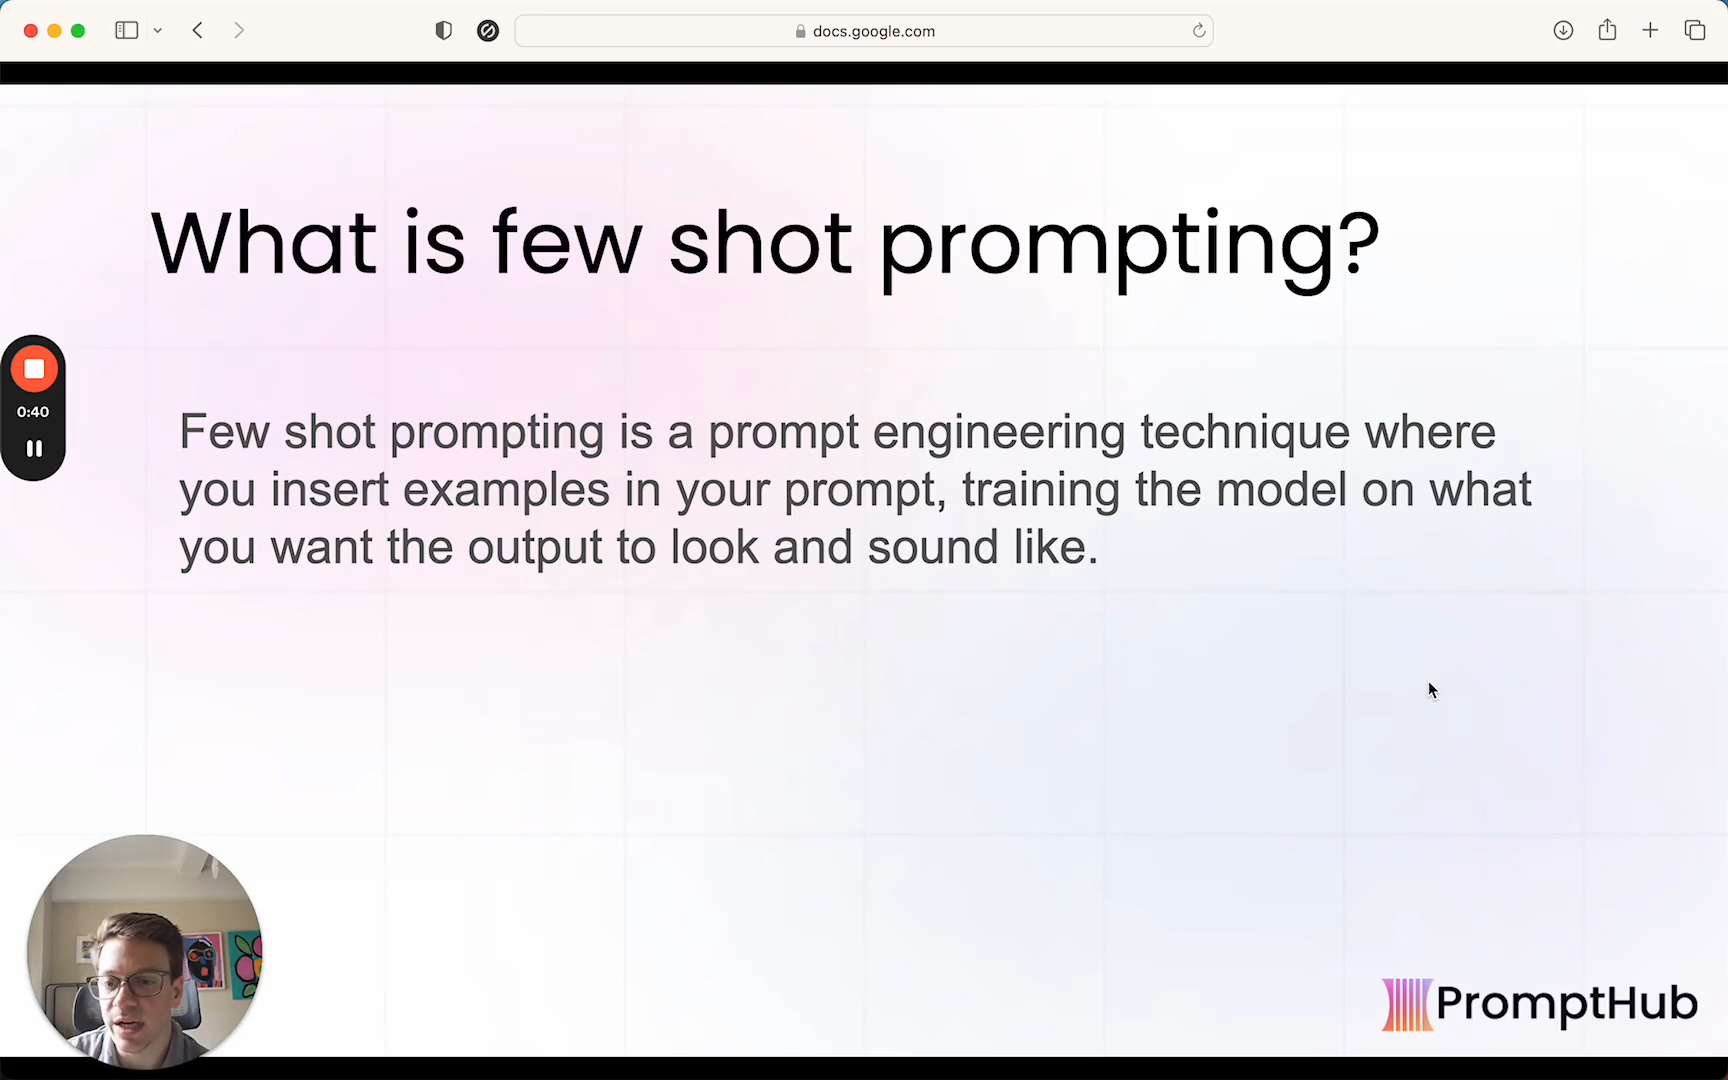 docs.google.com
What is few shot prompting?
0:40
Few shot prompting is a prompt engineering technique where
you insert examples in your prompt, training the model on what
you want the output to look and sound like.
PromptHub